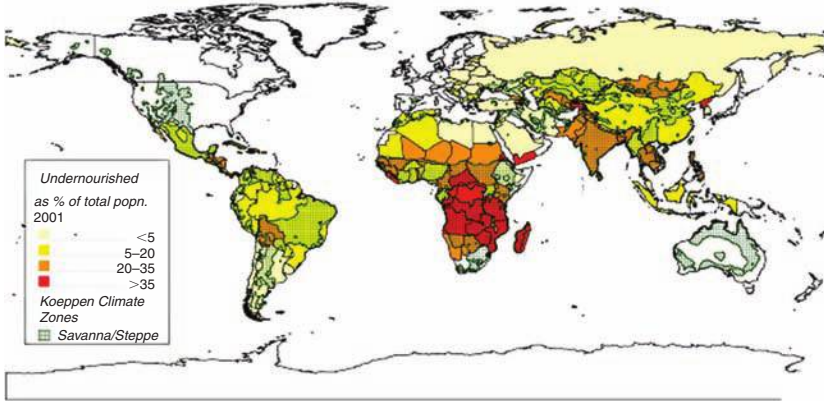 Undernourished
as % of total popn.
2001
<5
5–20
20–35
>35
Koeppen Climate
Zones
Savanna/Steppe